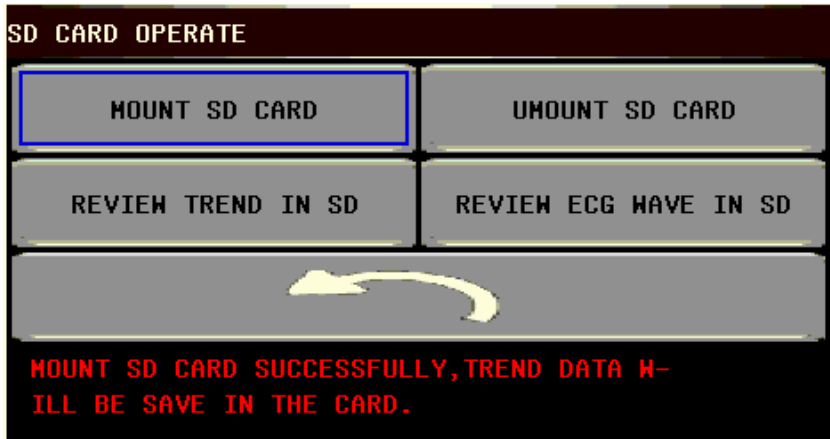 SD CARD OPERATE
MOUNT SD CARD
UMOUNT SD CARD
REVIEW TREND IN SD
REVIEW ECG WAVE IN SD
MOUNT SD CARD SUCCESSFULLY,TREND DATA W-
ILL BE SAVE IN THE CARD.